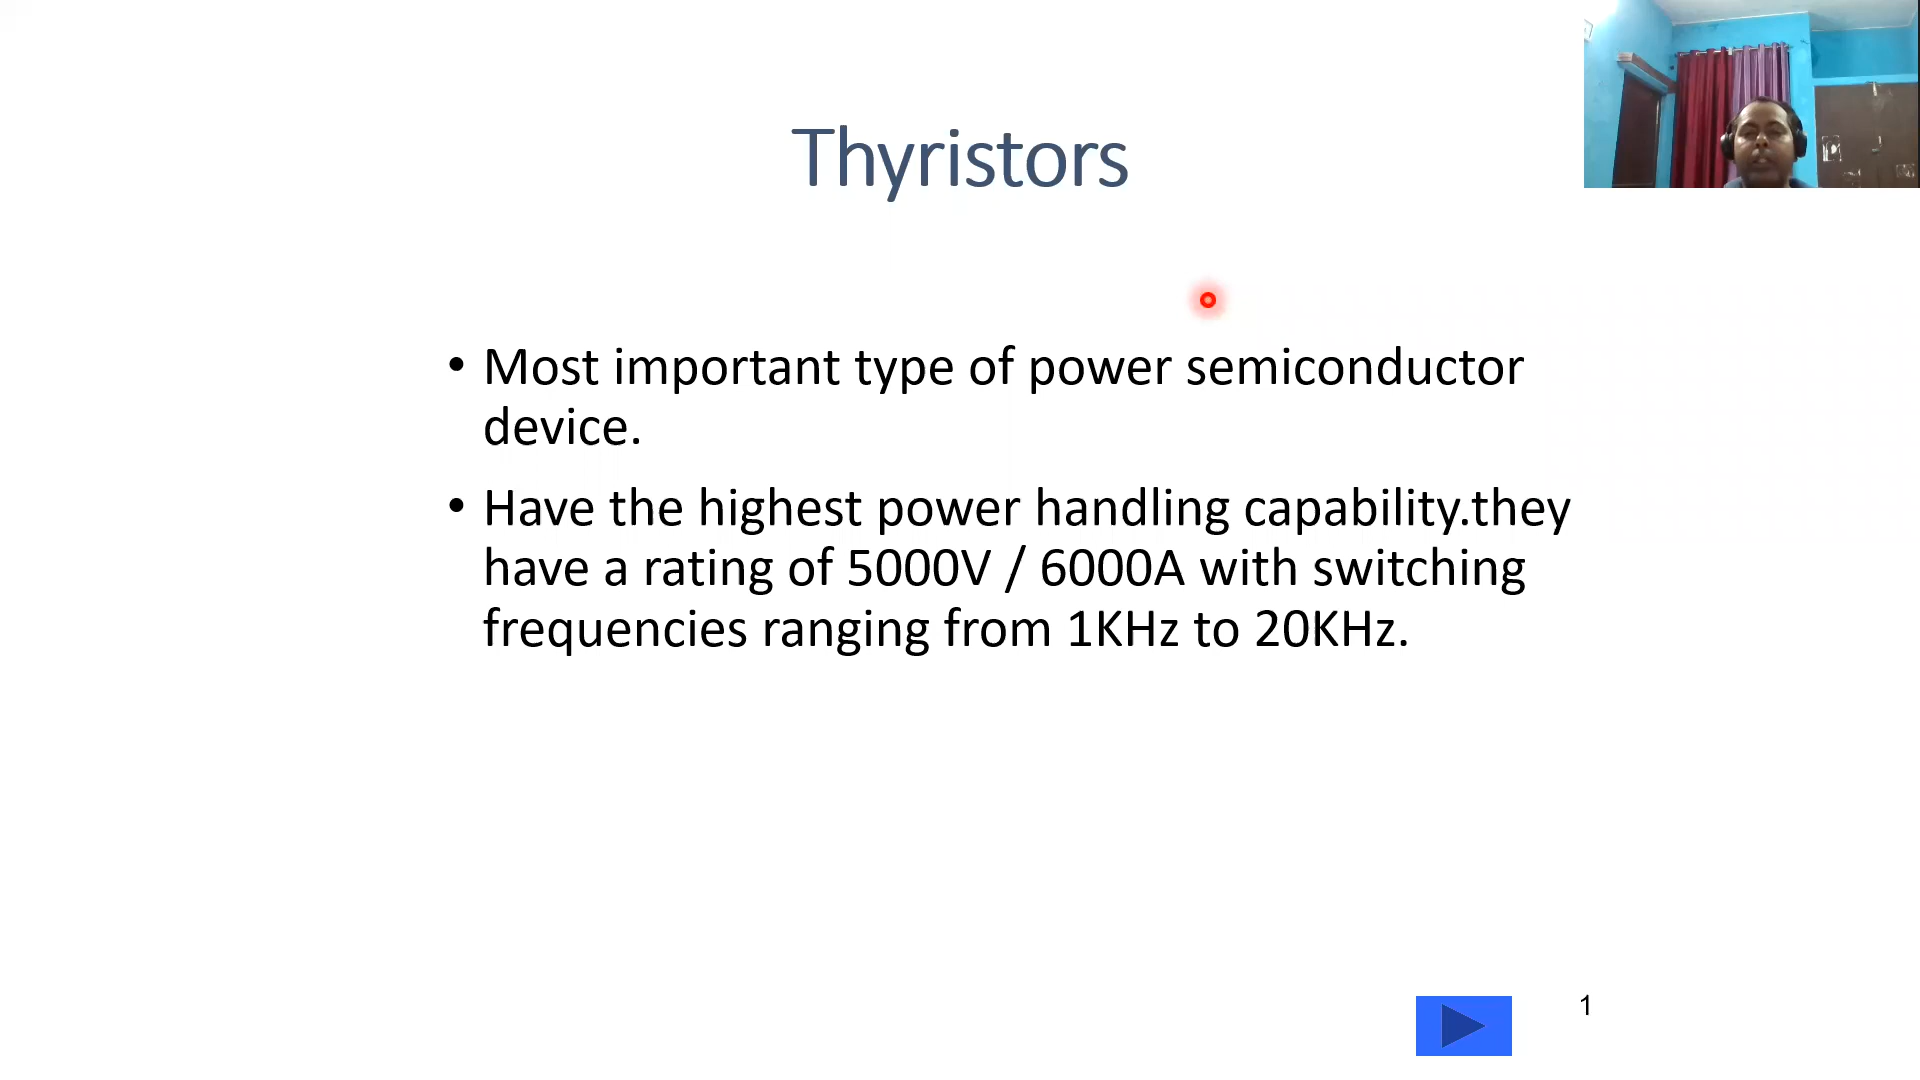 Thyristors
• Most important type of power semiconductor
device.
• Have the highest power handling capability.they
have a rating of 5000V / 6000A with switching
frequencies ranging from 1KHz to 20KHz.
1